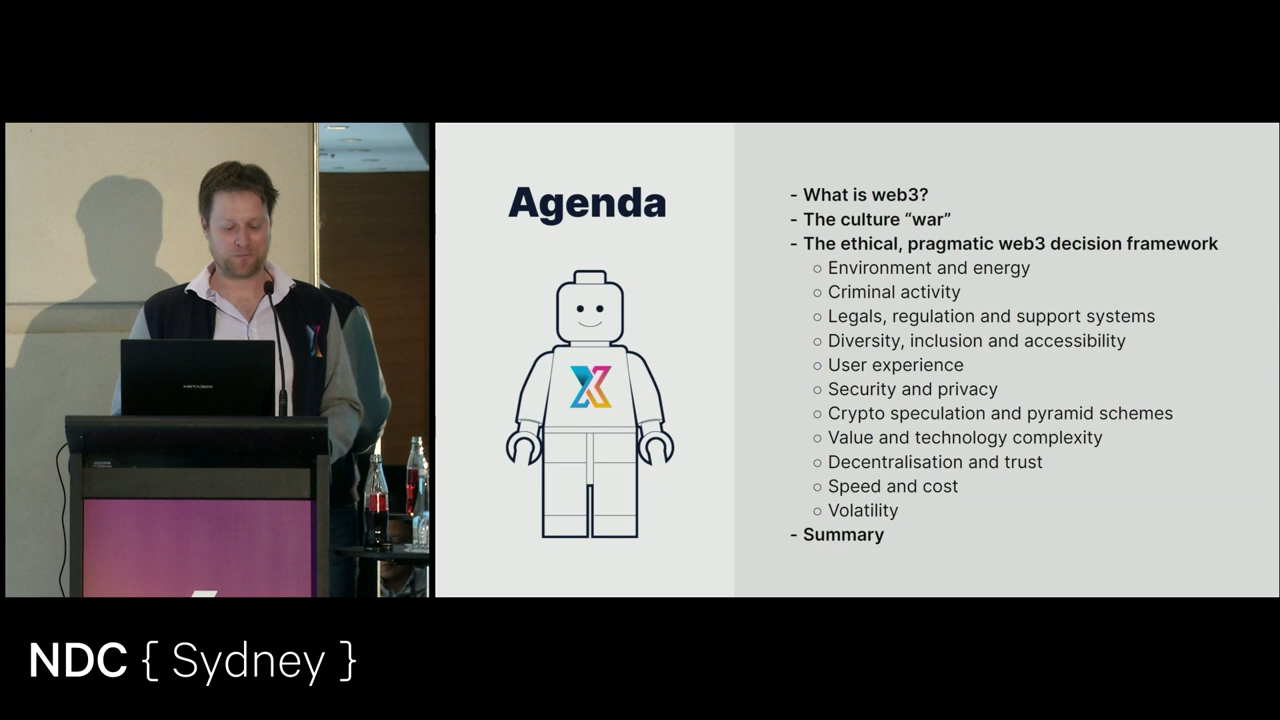 Agenda
- What is web3?
- The culture “war”
- The ethical, pragmatic web3 decision framework
○ Environment and energy
○ Criminal activity
○ Legals, regulation and support systems
○ Diversity, inclusion and accessibility
○ User experience
○ Security and privacy
○ Crypto speculation and pyramid schemes
○ Value and technology complexity
○ Decentralisation and trust
○ Speed and cost
○ Volatility
- Summary
METABOX
NDC { Sydney }